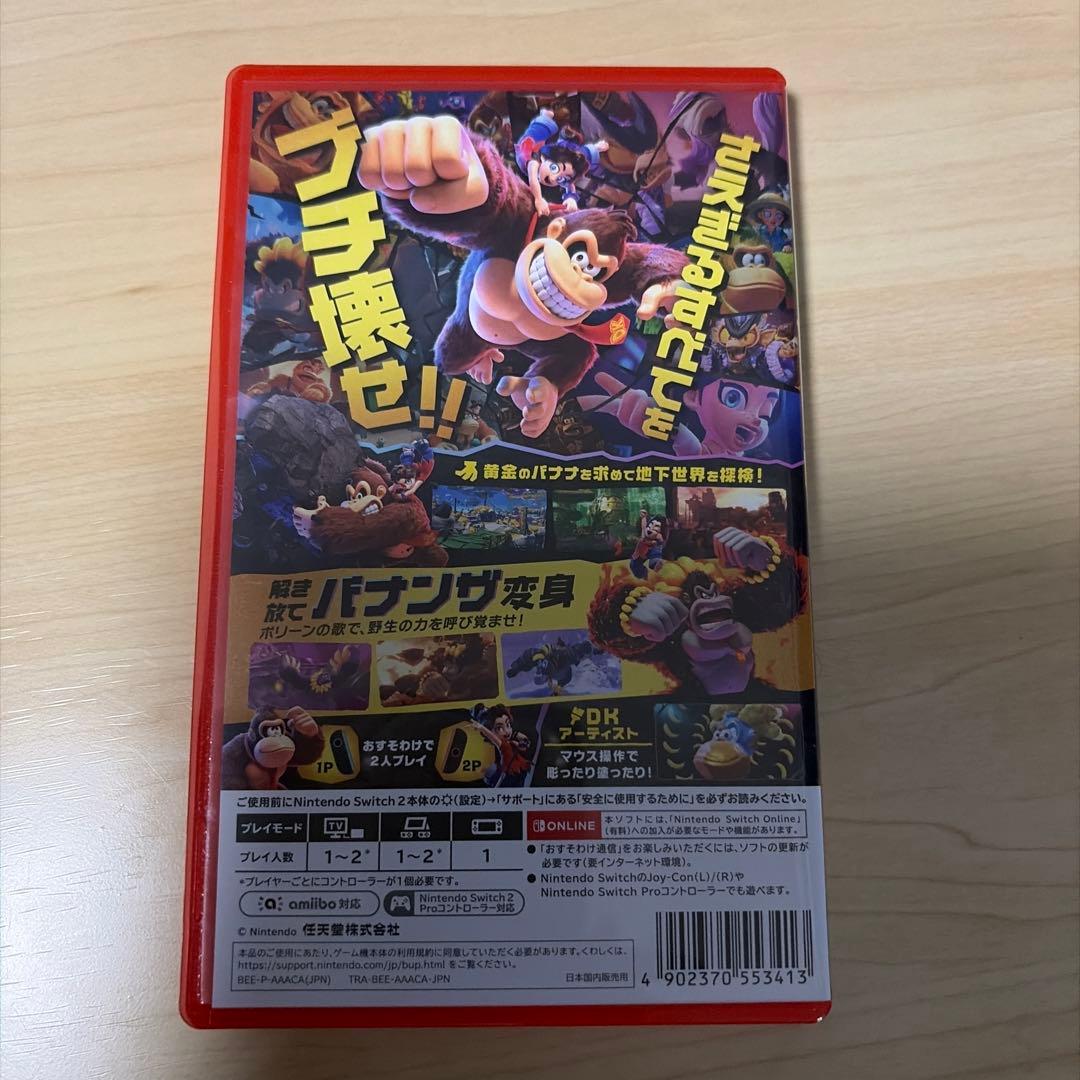 立ちふさがるすべてを
ブチ壊せ!!
DK
黄金のバナナを求めて地下世界を探検!
解き
放て
バナンザ変身
ポリーンの歌で、野生の力を呼び覚ませ!
1P
おすそわけで
2人プレイ
2P
DK
アーティスト
マウス操作で
彫ったり塗ったり!
ご使用前にNintendo Switch 2本体の(設定)→「サポート」にある「安全に使用するために」を必ずお読みください。
プレイモード
TV
プレイ人数 1～2* 1～2* 1
*プレイヤーごとにコントローラーが1個必要です。
amiibo対応
Nintendo Switch 2
Proコントローラー対応
ONLINE
本ソフトには、「Nintendo Switch Online」
(有料)への加入が必要なモードや機能があります。
●「おすそわけ通信」をお楽しみいただくには、ソフトの更新が
必要です(要インターネット環境)。
● Nintendo SwitchのJoy-Con(L)/(R)や
Nintendo Switch Proコントローラーでも遊べます。
© Nintendo 任天堂株式会社
本品のご使用にあたり、ゲーム機本体の利用規約に同意していただく必要があります。くわしくは、
https://support.nintendo.com/jp/bup.html をご覧ください。
BEE-P-AAACA(JPN) TRA-BEE-AAACA-JPN
日本国内販売用
4 902370 553413